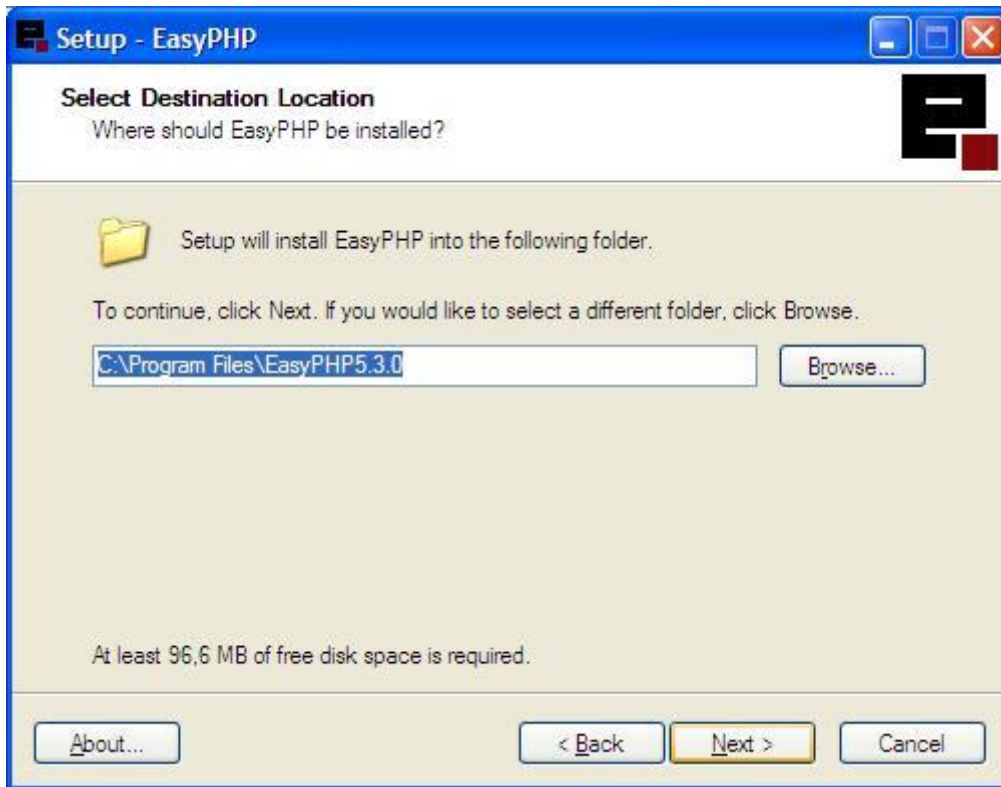 Setup - EasyPHP
Select Destination Location
Where should EasyPHP be installed?
Setup will install EasyPHP into the following folder.
To continue, click Next. If you would like to select a different folder, click Browse.
C:\Program Files\EasyPHP5.3.0
Browse...
At least 96,6 MB of free disk space is required.
About...
< Back
Next >
Cancel